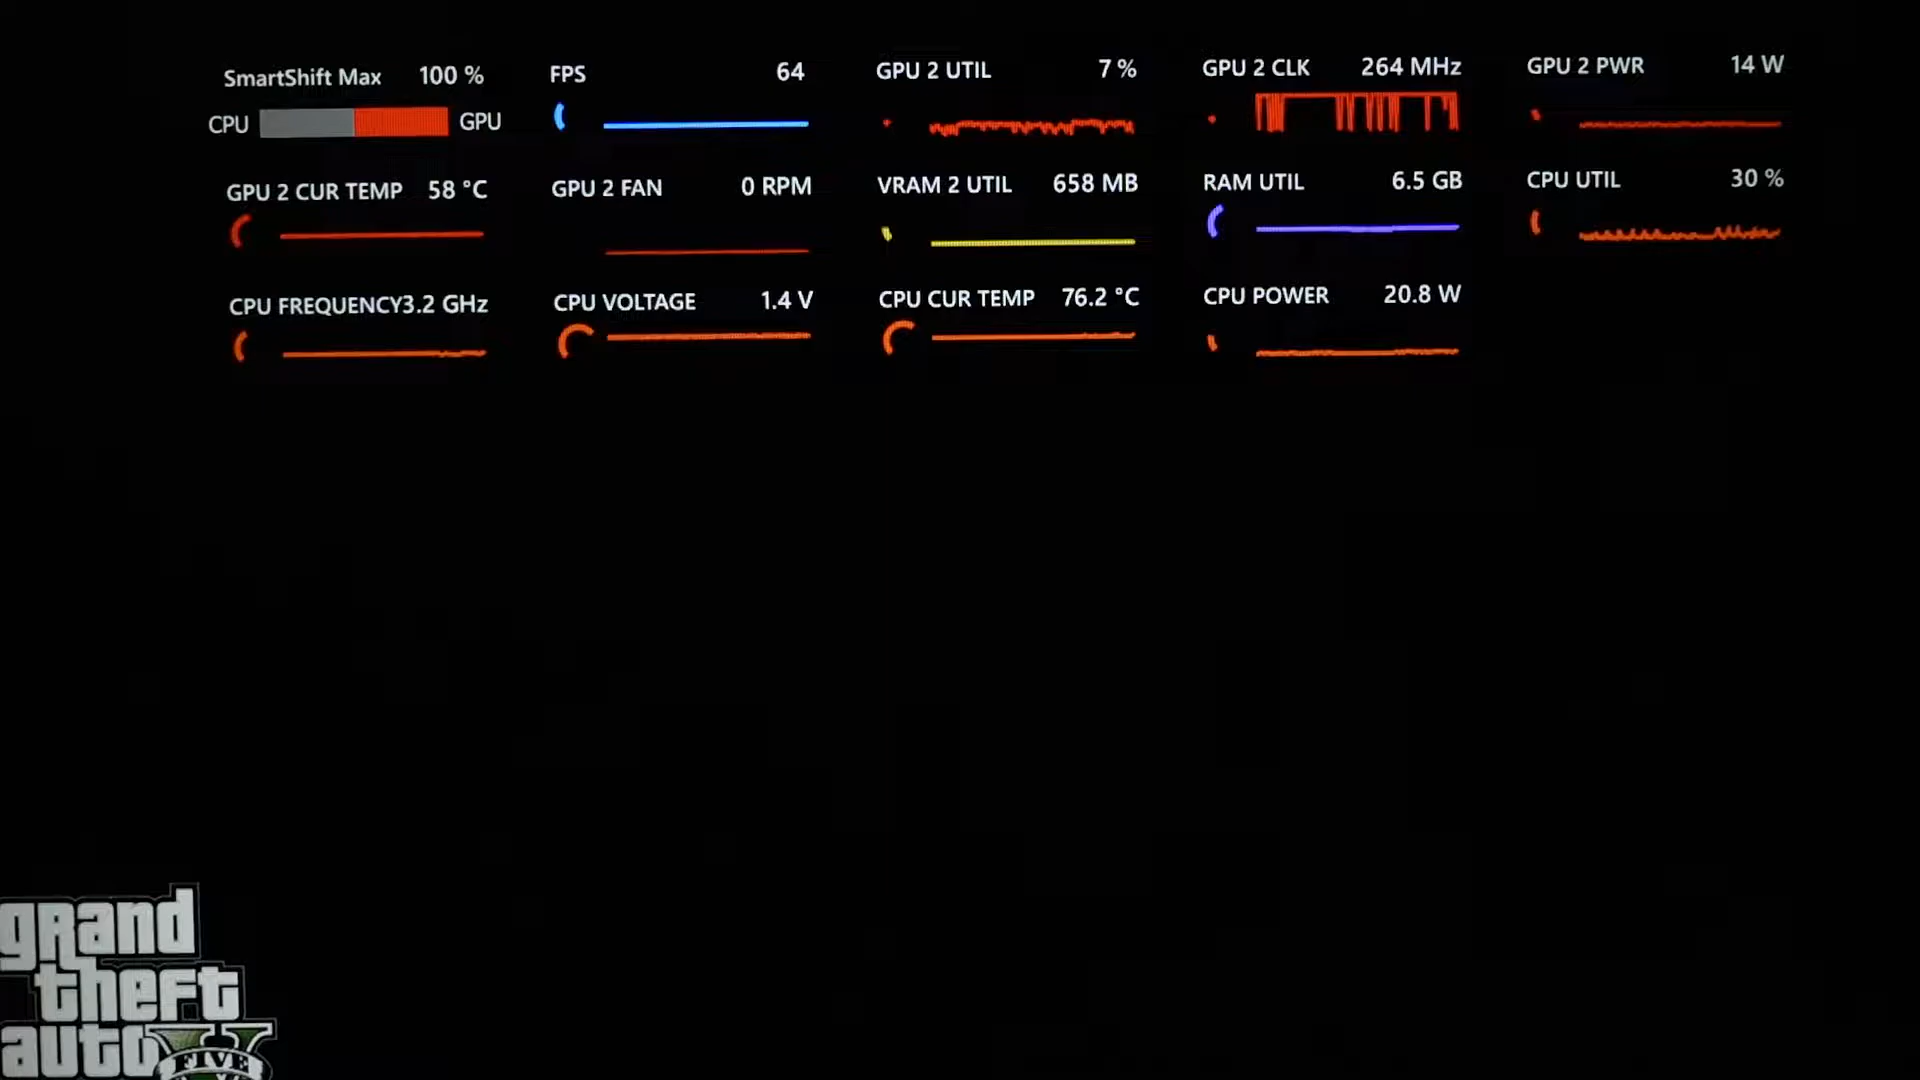 SmartShift Max 100 %
CPU GPU
FPS 64
GPU 2 UTIL 7 %
GPU 2 CLK 264 MHz
GPU 2 PWR 14 W
GPU 2 CUR TEMP 58 °C
GPU 2 FAN 0 RPM
VRAM 2 UTIL 658 MB
RAM UTIL 6.5 GB
CPU UTIL 30 %
CPU FREQUENCY3.2 GHz
CPU VOLTAGE 1.4 V
CPU CUR TEMP 76.2 °C
CPU POWER 20.8 W
grand
theft
auto V
FIVE